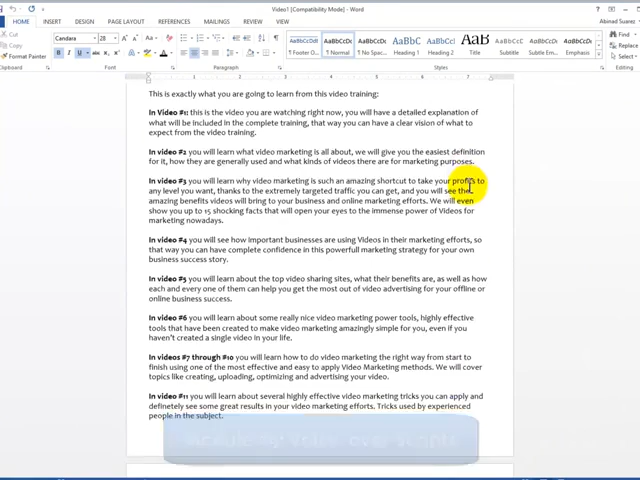 Video1 [Compatibility Mode] - Word
HOME INSERT DESIGN PAGE LAYOUT REFERENCES MAILINGS REVIEW VIEW Abinad Suarez
Cut
Copy
Format Painter
Candara 10
AaBbCcDc AaBbCcDc AaBbCcDc AaBbC AaBbCcI AaB AaBbCcD AaBbCcDc AaBbCcDc
¶ Footer O... ¶ Normal ¶ No Spac... Heading 1 Heading 2 Title Subtitle Subtle Em... Emphasis
Find
Replace
Select
Font Paragraph Styles Editing
This is exactly what you are going to learn from this video training:
In Video #1: this is the video you are watching right now, you will have a detailed explanation of
what will be included in the complete training, that way you can have a clear vision of what to
expect from the video training.
In video #2 you will learn what video marketing is all about, we will give you the easiest definition
for it, how they are generally used and what kinds of videos there are for marketing purposes.
In video #3 you will learn why video marketing is such an amazing shortcut to take your profits to
any level you want, thanks to the extremely targeted traffic you can get, and you will see the
amazing benefits videos will bring to your business and online marketing efforts. We will even
show you up to 15 shocking facts that will open your eyes to the immense power of Videos for
marketing nowadays.
In video #4 you will see how important businesses are using Videos in their marketing efforts, so
that way you can have complete confidence in this powerfull marketing strategy for your own
business success story.
In video #5 you will learn about the top video sharing sites, what their benefits are, as well as how
each and every one of them can help you get the most out of video advertising for your offline or
online business success.
In video #6 you will learn about some really nice video marketing power tools, highly effective
tools that have been created to make video marketing amazingly simple for you, even if you
haven't created a single video in your life.
In videos #7 through #10 you will learn how to do video marketing the right way from start to
finish using one of the most effective and easy to apply Video Marketing methods. We will cover
topics like creating, uploading, optimizing and advertising your video.
In video #11 you will learn about several highly effective video marketing tricks you can apply and
definetely see some great results in your video marketing efforts. Tricks used by experienced
people in the subject.